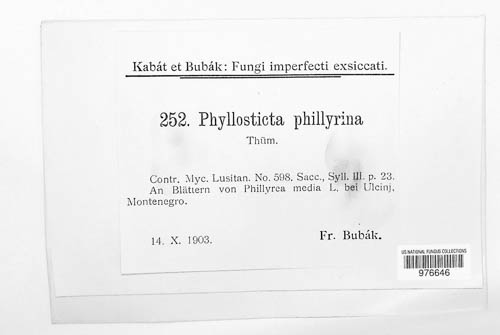 Kabát et Bubák: Fungi imperfecti exsiccati.
252. Phyllosticta phillyrina
Thüm.
Contr. Myc. Lusitan. No. 598. Sacc., Syll. III. p. 23.
An Blättern von Phillyrea media L. bei Ulcinj,
Montenegro.
14. X. 1903.
Fr. Bubák.
US NATIONAL FUNGUS COLLECTIONS
976646